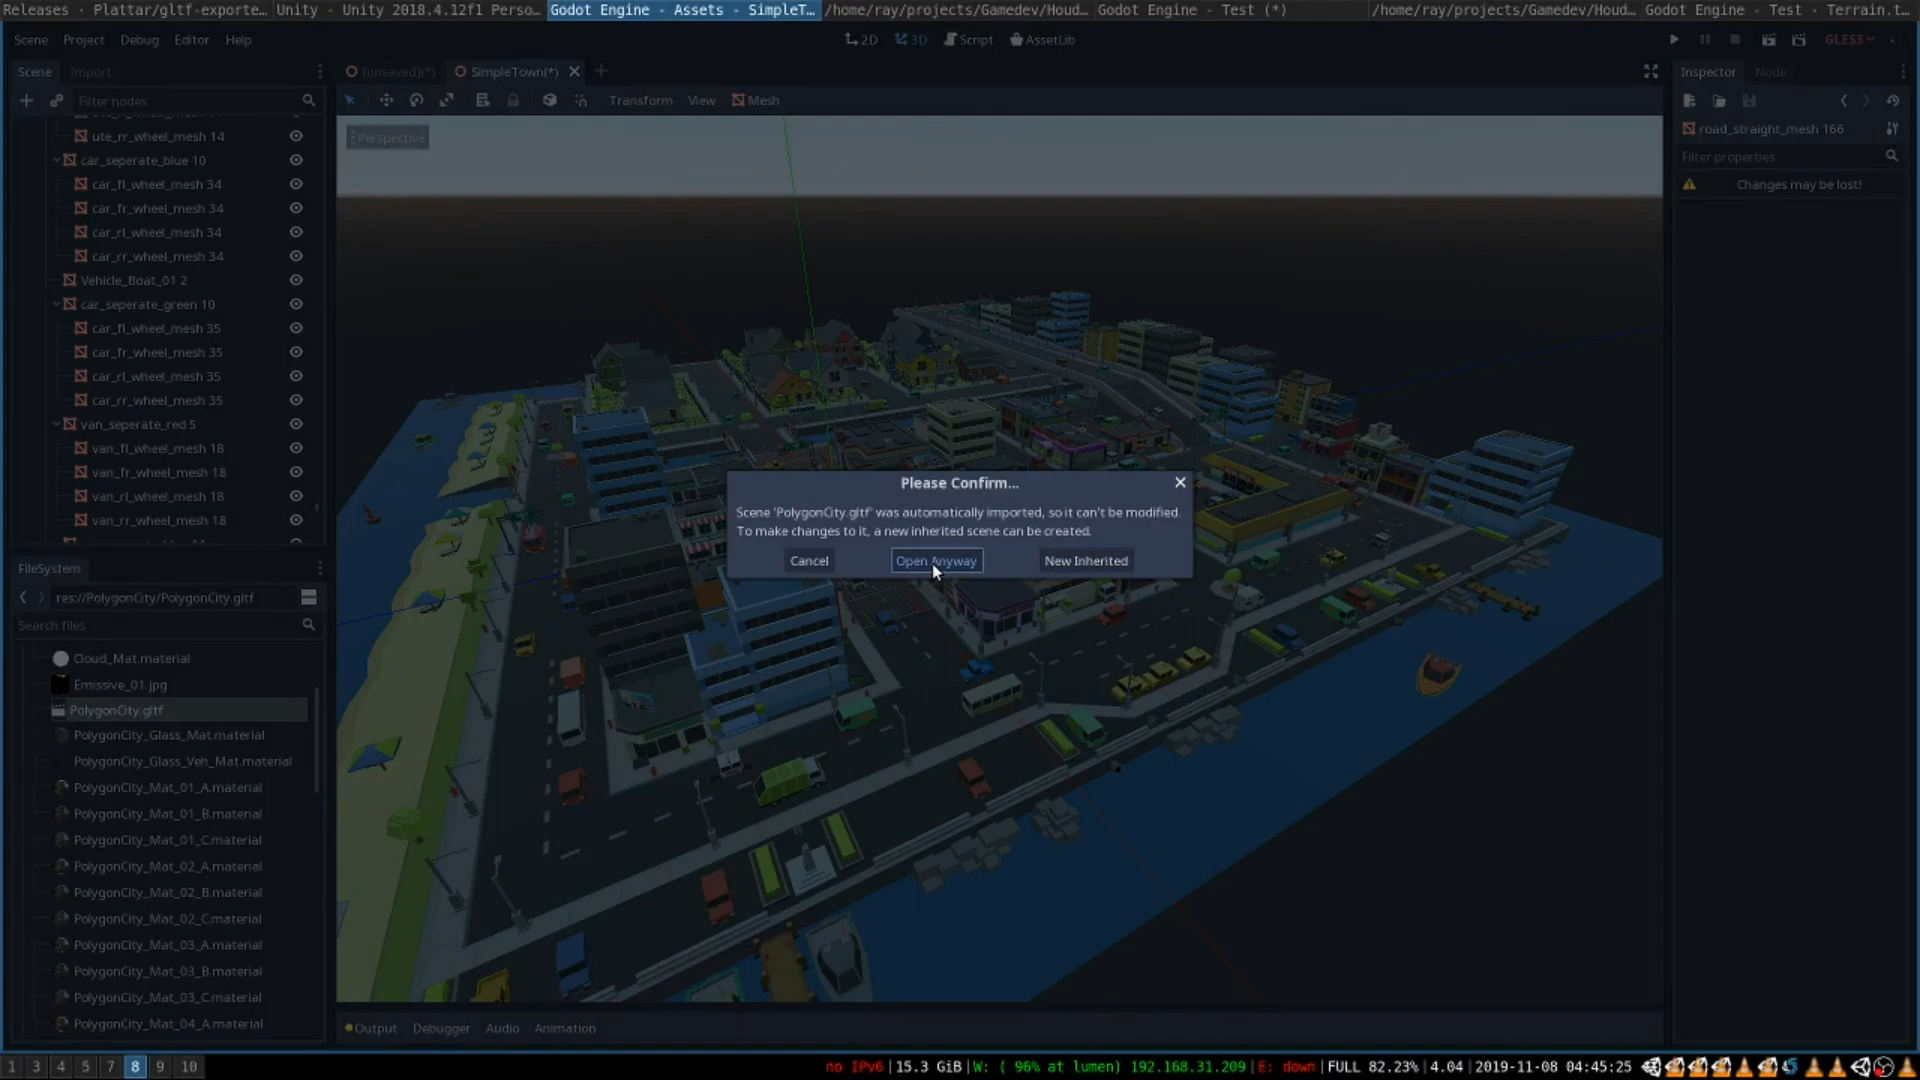 Releases · Plattar/gltf-exporte…
Unity - Unity 2018.4.12f1 Perso…
Godot Engine - Assets - SimpleT…
/home/ray/projects/Gamedev/Houd…
Godot Engine - Test (*)
/home/ray/projects/Gamedev/Houd…
Godot Engine - Test - Terrain.t…
Scene Project Debug Editor Help
2D 3D Script AssetLib
GLES3
Scene Import
[unsaved](*) SimpleTown(*)
Inspector Node
Filter nodes
Transform View Mesh
ute_rr_wheel_mesh 14
car_seperate_blue 10
car_fl_wheel_mesh 34
car_fr_wheel_mesh 34
car_rl_wheel_mesh 34
car_rr_wheel_mesh 34
Vehicle_Boat_01 2
car_seperate_green 10
car_fl_wheel_mesh 35
car_fr_wheel_mesh 35
car_rl_wheel_mesh 35
car_rr_wheel_mesh 35
van_seperate_red 5
van_fl_wheel_mesh 18
van_fr_wheel_mesh 18
van_rl_wheel_mesh 18
van_rr_wheel_mesh 18
Perspective
road_straight_mesh 166
Filter properties
Changes may be lost!
Please Confirm...
Scene 'PolygonCity.gltf' was automatically imported, so it can't be modified.
To make changes to it, a new inherited scene can be created.
Cancel
Open Anyway
New Inherited
FileSystem
res://PolygonCity/PolygonCity.gltf
Search files
Cloud_Mat.material
Emissive_01.jpg
PolygonCity.gltf
PolygonCity_Glass_Mat.material
PolygonCity_Glass_Veh_Mat.material
PolygonCity_Mat_01_A.material
PolygonCity_Mat_01_B.material
PolygonCity_Mat_01_C.material
PolygonCity_Mat_02_A.material
PolygonCity_Mat_02_B.material
PolygonCity_Mat_02_C.material
PolygonCity_Mat_03_A.material
PolygonCity_Mat_03_B.material
PolygonCity_Mat_03_C.material
PolygonCity_Mat_04_A.material
Output Debugger Audio Animation
1 3 4 5 7 8 9 10
no IPv6|15.3 GiB|W: ( 96% at lumen) 192.168.31.209|E: down|FULL 82.23%|4.04|2019-11-08 04:45:25